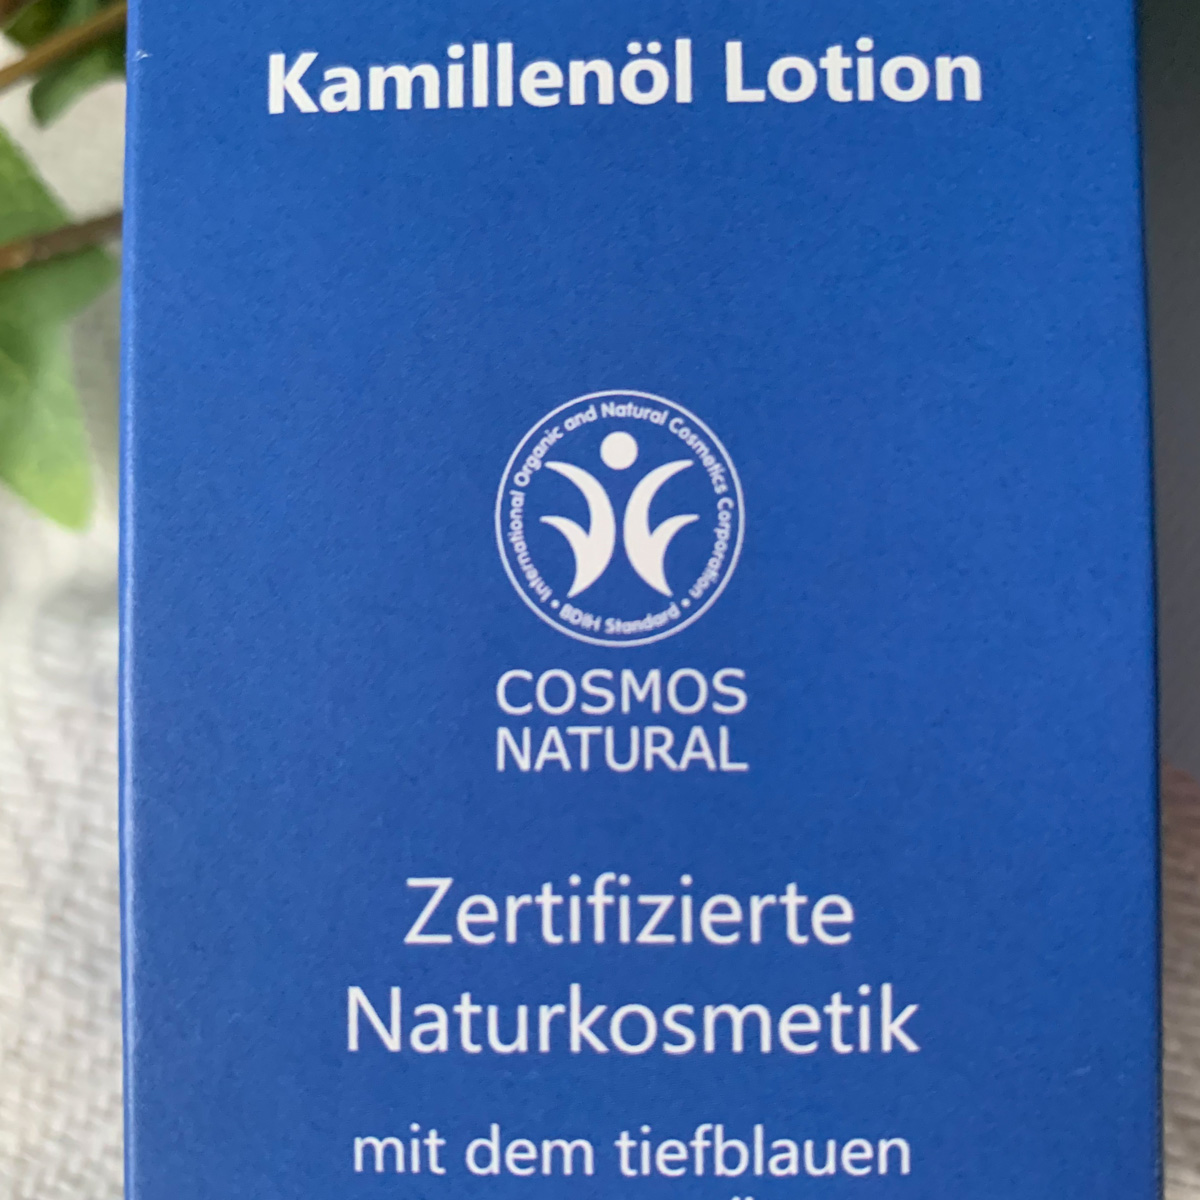 Kamillenöl Lotion
International Organic and Natural Cosmetics Corporation • BDIH Standard •
COSMOS
NATURAL
Zertifizierte
Naturkosmetik
mit dem tiefblauen